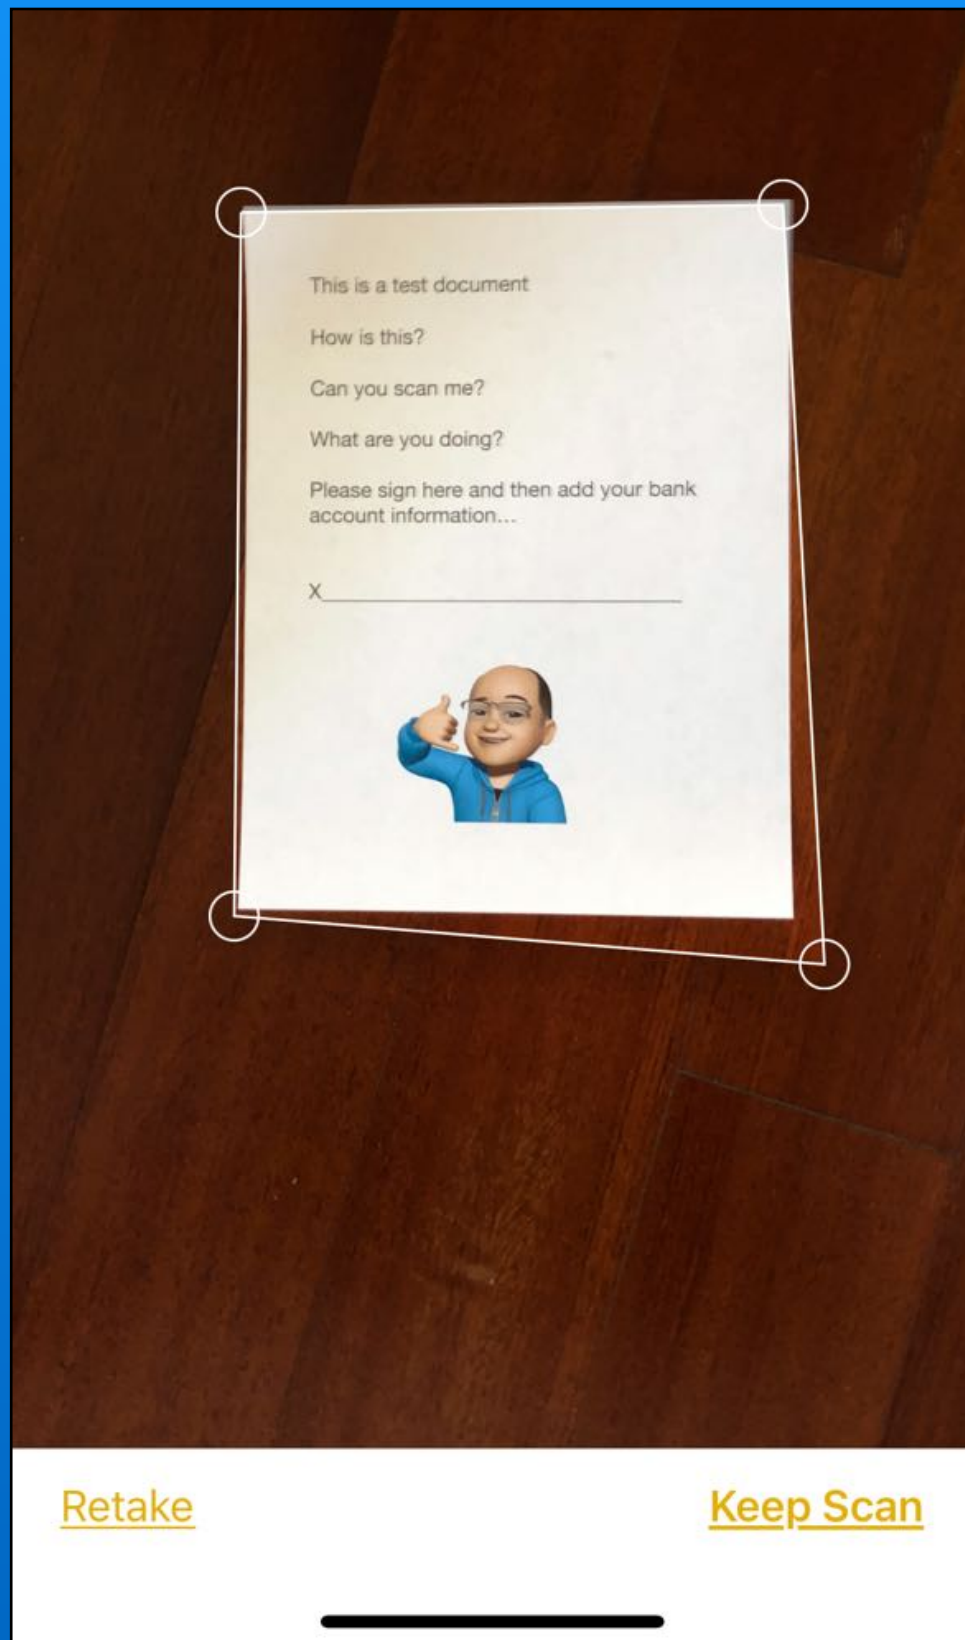 This is a test document
How is this?
Can you scan me?
What are you doing?
Please sign here and then add your bank
account information...
X
Retake
Keep Scan